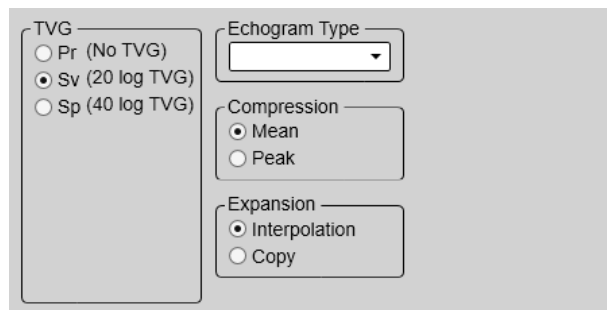 TVG
Pr (No TVG)
Sv (20 log TVG)
Sp (40 log TVG)
Echogram Type
Compression
Mean
Peak
Expansion
Interpolation
Copy